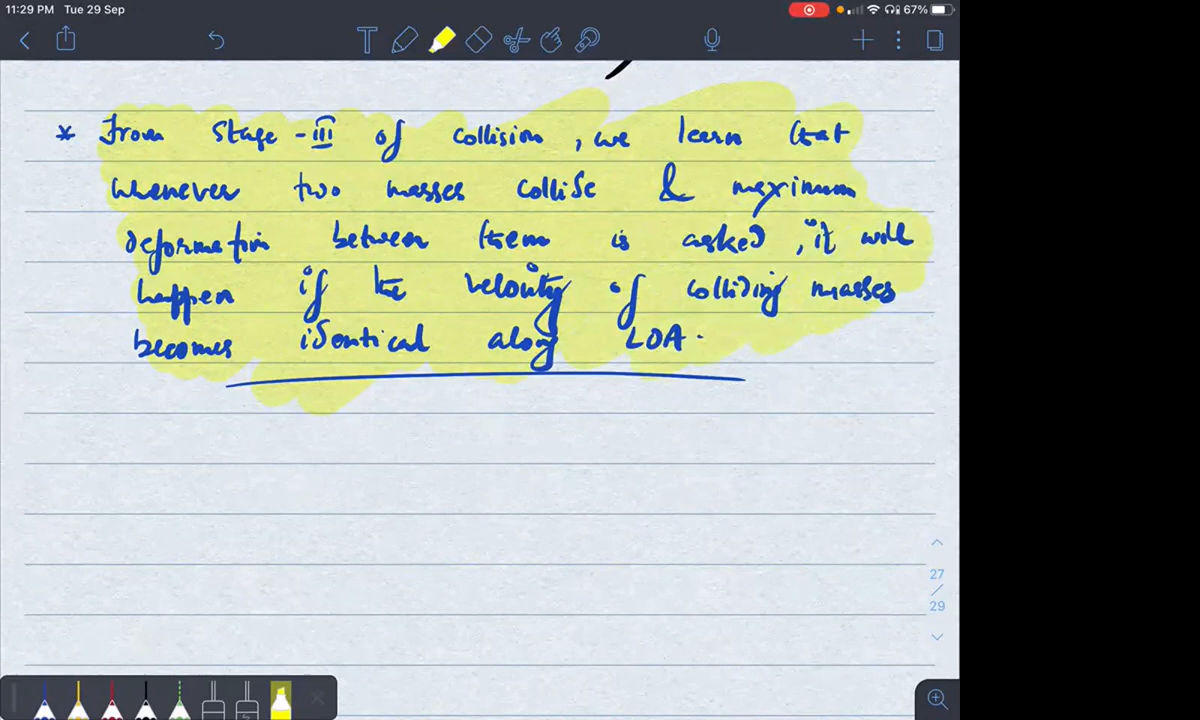 11:29 PM Tue 29 Sep
67%
* From Stage -III of collision, we learn that
whenever two masses collide & maximum
deformation between them is asked, it will
happen if the velocity of colliding masses
becomes identical along LOA.
27
/
29